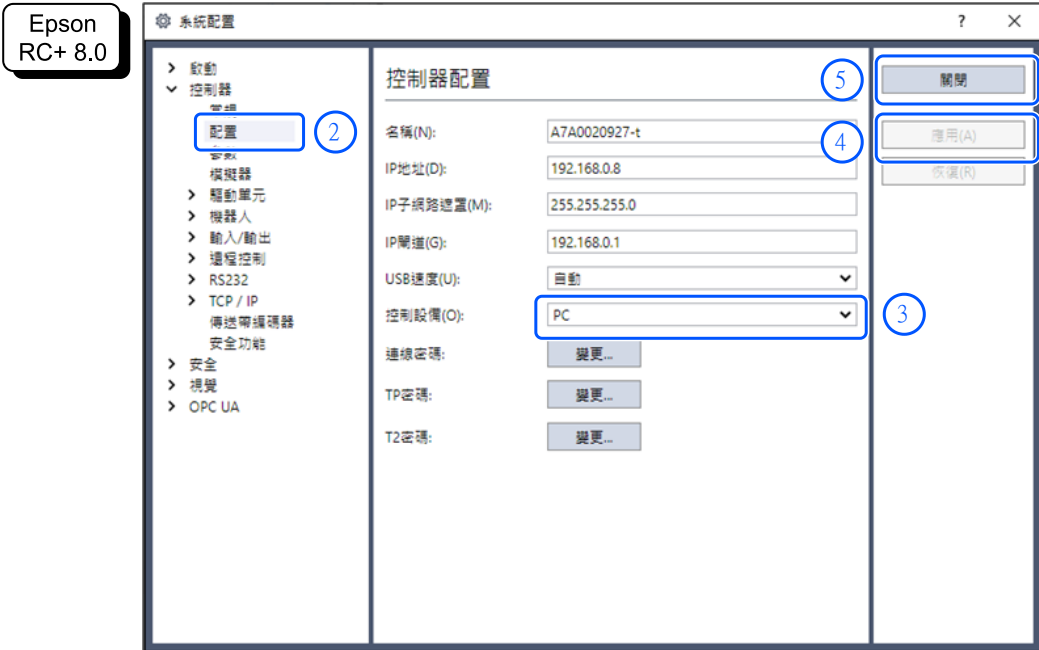 Epson
RC+ 8.0
系統配置
?
啟動
控制器
常規
配置
參數
模擬器
驅動單元
機器人
輸入/輸出
遠程控制
RS232
TCP / IP
傳送帶編碼器
安全功能
安全
視覺
OPC UA
2
控制器配置
名稱(N):
A7A0020927-t
IP地址(D):
192.168.0.8
IP子網路遮罩(M):
255.255.255.0
IP閘道(G):
192.168.0.1
USB速度(U):
自動
控制設備(O):
PC
3
連線密碼:
變更...
TP密碼:
變更...
T2密碼:
變更...
5
關閉
4
應用(A)
恢復(R)